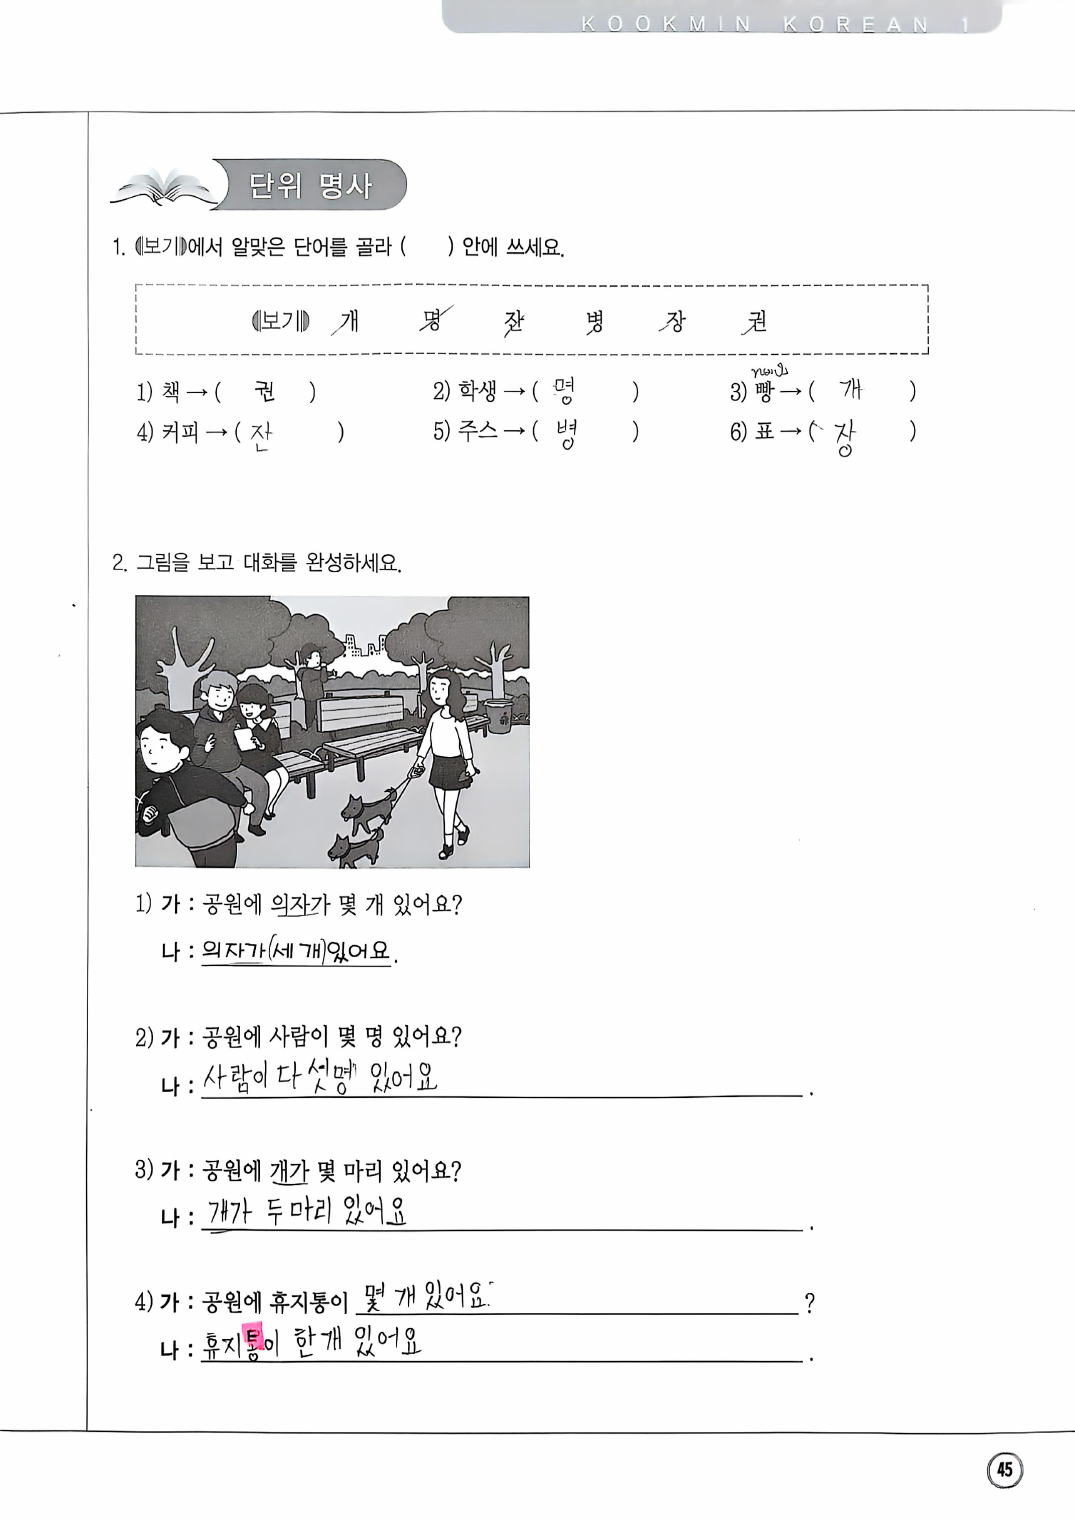 KOOKMIN KOREAN 1
단위 명사
1. 《보기》에서 알맞은 단어를 골라 ( ) 안에 쓰세요.
《보기》 개 명 잔 병 장 권
1) 책 → ( 권 ) 2) 학생 → ( 명 ) 3) 빵 → ( 개 )
4) 커피 → ( 잔 ) 5) 주스 → ( 병 ) 6) 표 → ( 장 )
2. 그림을 보고 대화를 완성하세요.
1) 가 : 공원에 의자가 몇 개 있어요?
나 : 의자가(세 개)있어요.
2) 가 : 공원에 사람이 몇 명 있어요?
나 : 사람이 다섯명 있어요.
3) 가 : 공원에 개가 몇 마리 있어요?
나 : 개가 두 마리 있어요.
4) 가 : 공원에 휴지통이 몇 개 있어요?
나 : 휴지통이 한 개 있어요.
45